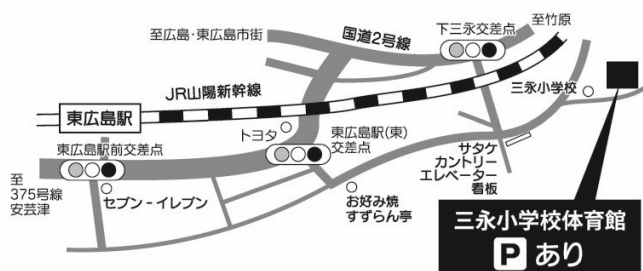 下三永交差点
至竹原
国道2号線
至広島・東広島市街
JR山陽新幹線
三永小学校
東広島駅
トヨタ
東広島駅(東)
交差点
サタケ
カントリー
エレベーター
看板
東広島駅前交差点
至
375号線
安芸津
セブン-イレブン
お好み焼
すずらん亭
三永小学校体育館
P あり